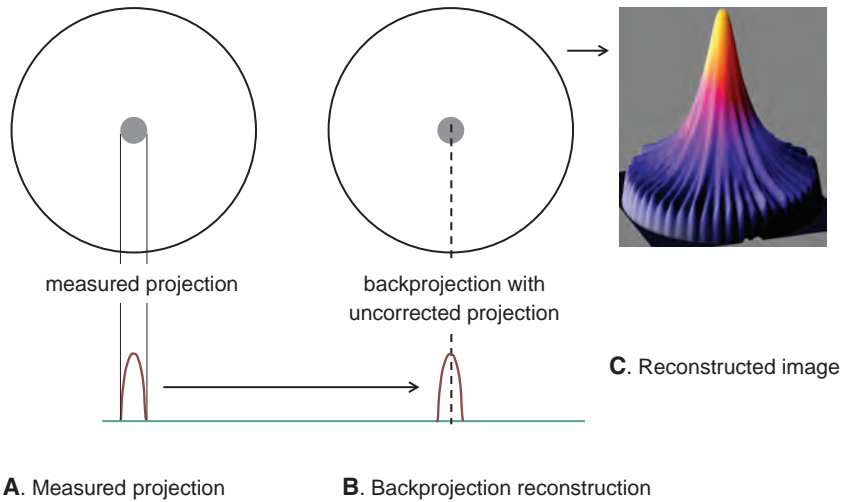 measured projection
backprojection with
uncorrected projection
C. Reconstructed image
A. Measured projection
B. Backprojection reconstruction